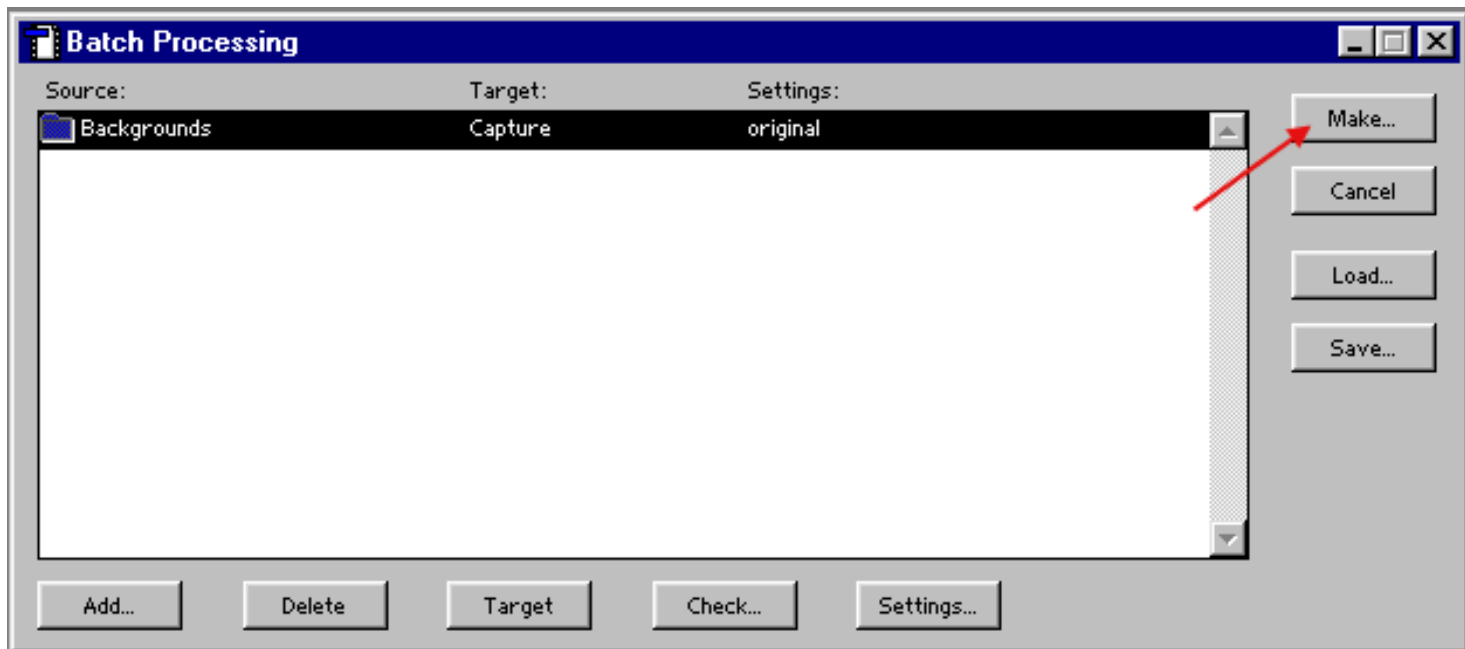 Batch Processing
Source: Target: Settings:
Backgrounds Capture original
Make...
Cancel
Load...
Save...
Add... Delete Target Check... Settings...